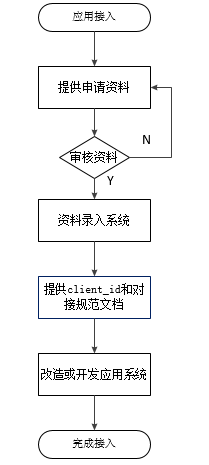 应用接入
提供申请资料
审核资料
N
Y
资料录入系统
提供client_id和对
接规范文档
改造或开发应用系统
完成接入